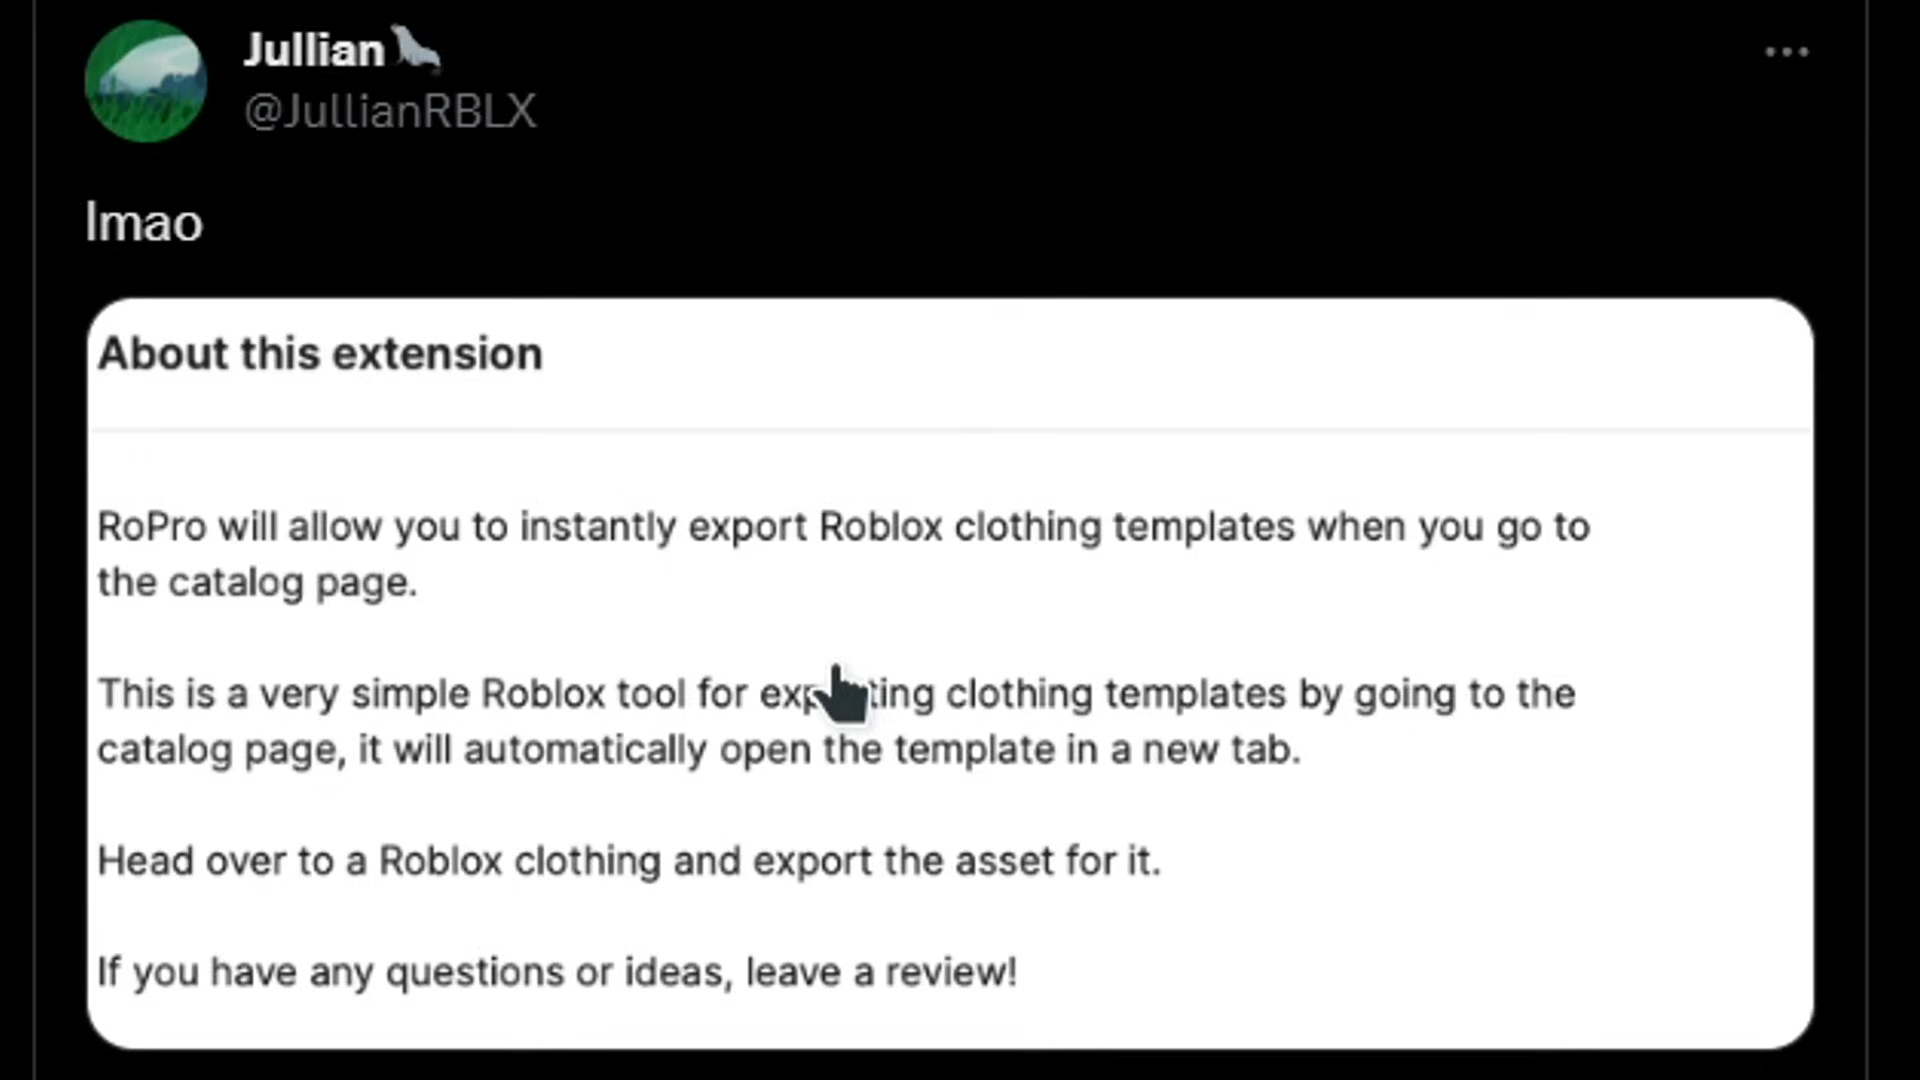 Jullian
@JullianRBLX
lmao
About this extension
RoPro will allow you to instantly export Roblox clothing templates when you go to
the catalog page.
This is a very simple Roblox tool for exporting clothing templates by going to the
catalog page, it will automatically open the template in a new tab.
Head over to a Roblox clothing and export the asset for it.
If you have any questions or ideas, leave a review!